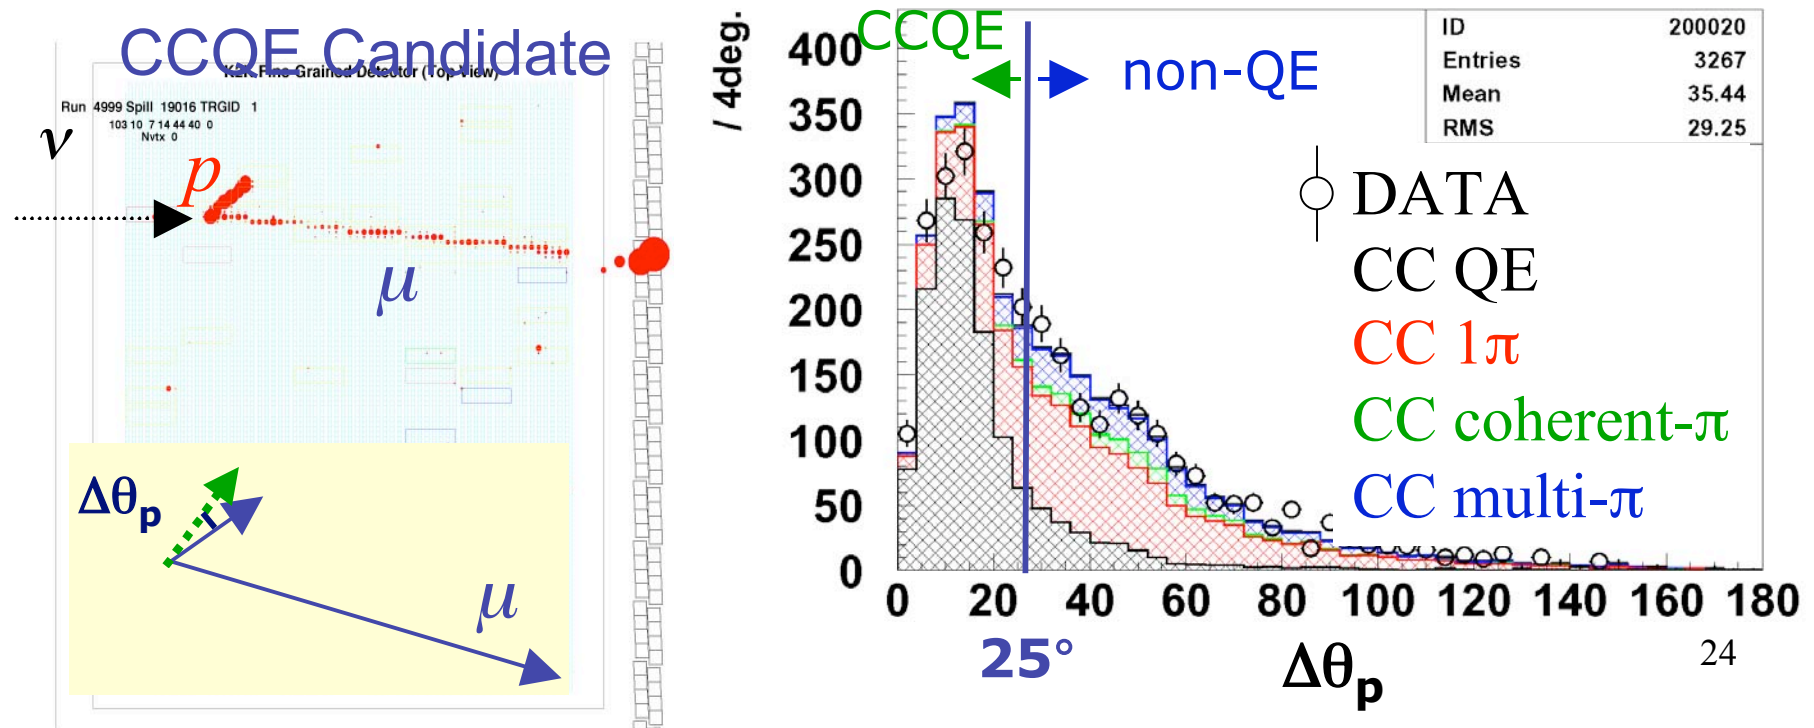 CCQE Candidate
K2K Fine Grained Detector (Top View)
Run 4999 Spill 19016 TRGID 1
103 10 7 14 44 40 0
Nvtx 0
ν
p
μ
Δθp
μ
/ 4deg.
CCQE
non-QE
ID 200020
Entries 3267
Mean 35.44
RMS 29.25
400
350
300
250
200
150
100
50
0
DATA
CC QE
CC 1π
CC coherent-π
CC multi-π
0 20 40 60 80 100 120 140 160 180
25°
Δθp
24